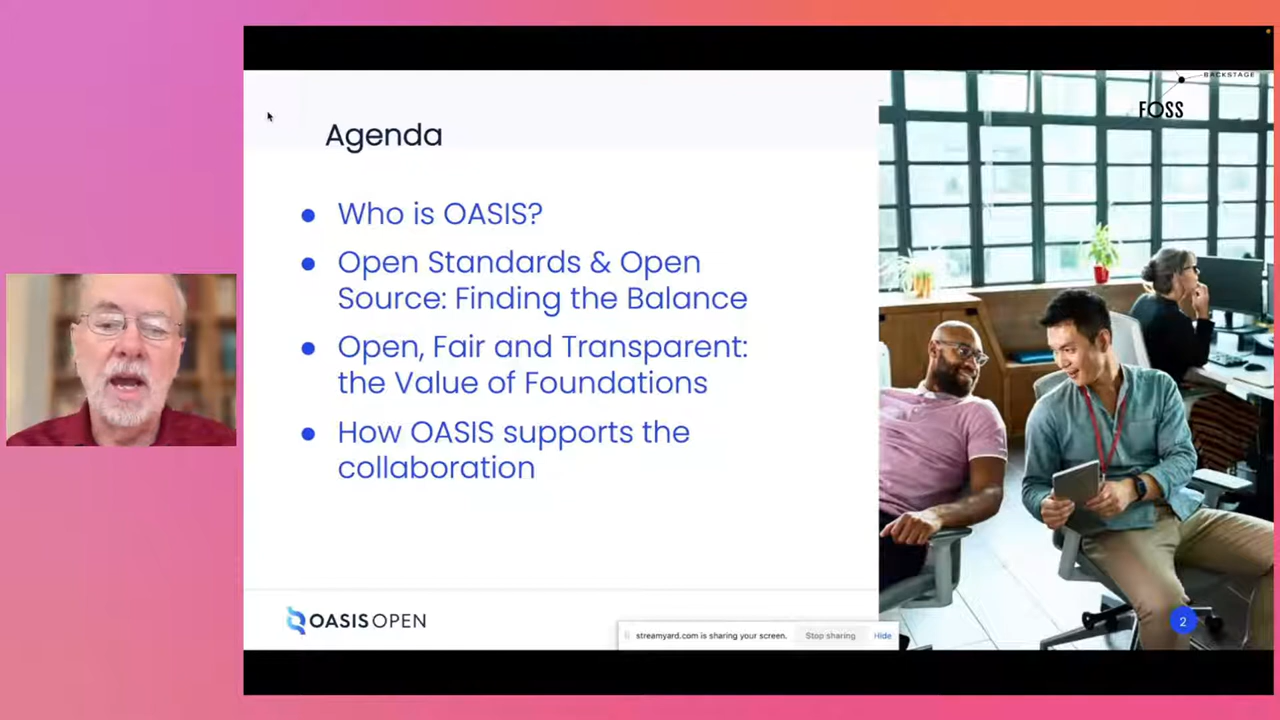 BACKSTAGE
FOSS
Agenda
Who is OASIS?
Open Standards & Open
Source: Finding the Balance
Open, Fair and Transparent:
the Value of Foundations
How OASIS supports the
collaboration
OASIS OPEN
streamyard.com is sharing your screen.
Stop sharing
Hide
2